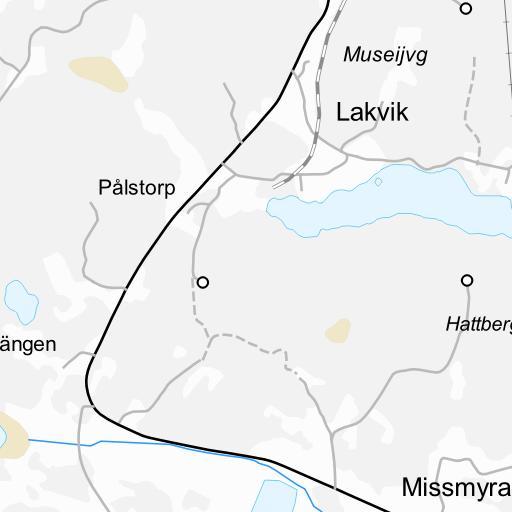 Museijvg
Lakvik
Pålstorp
Hattberg
ängen
Missmyra